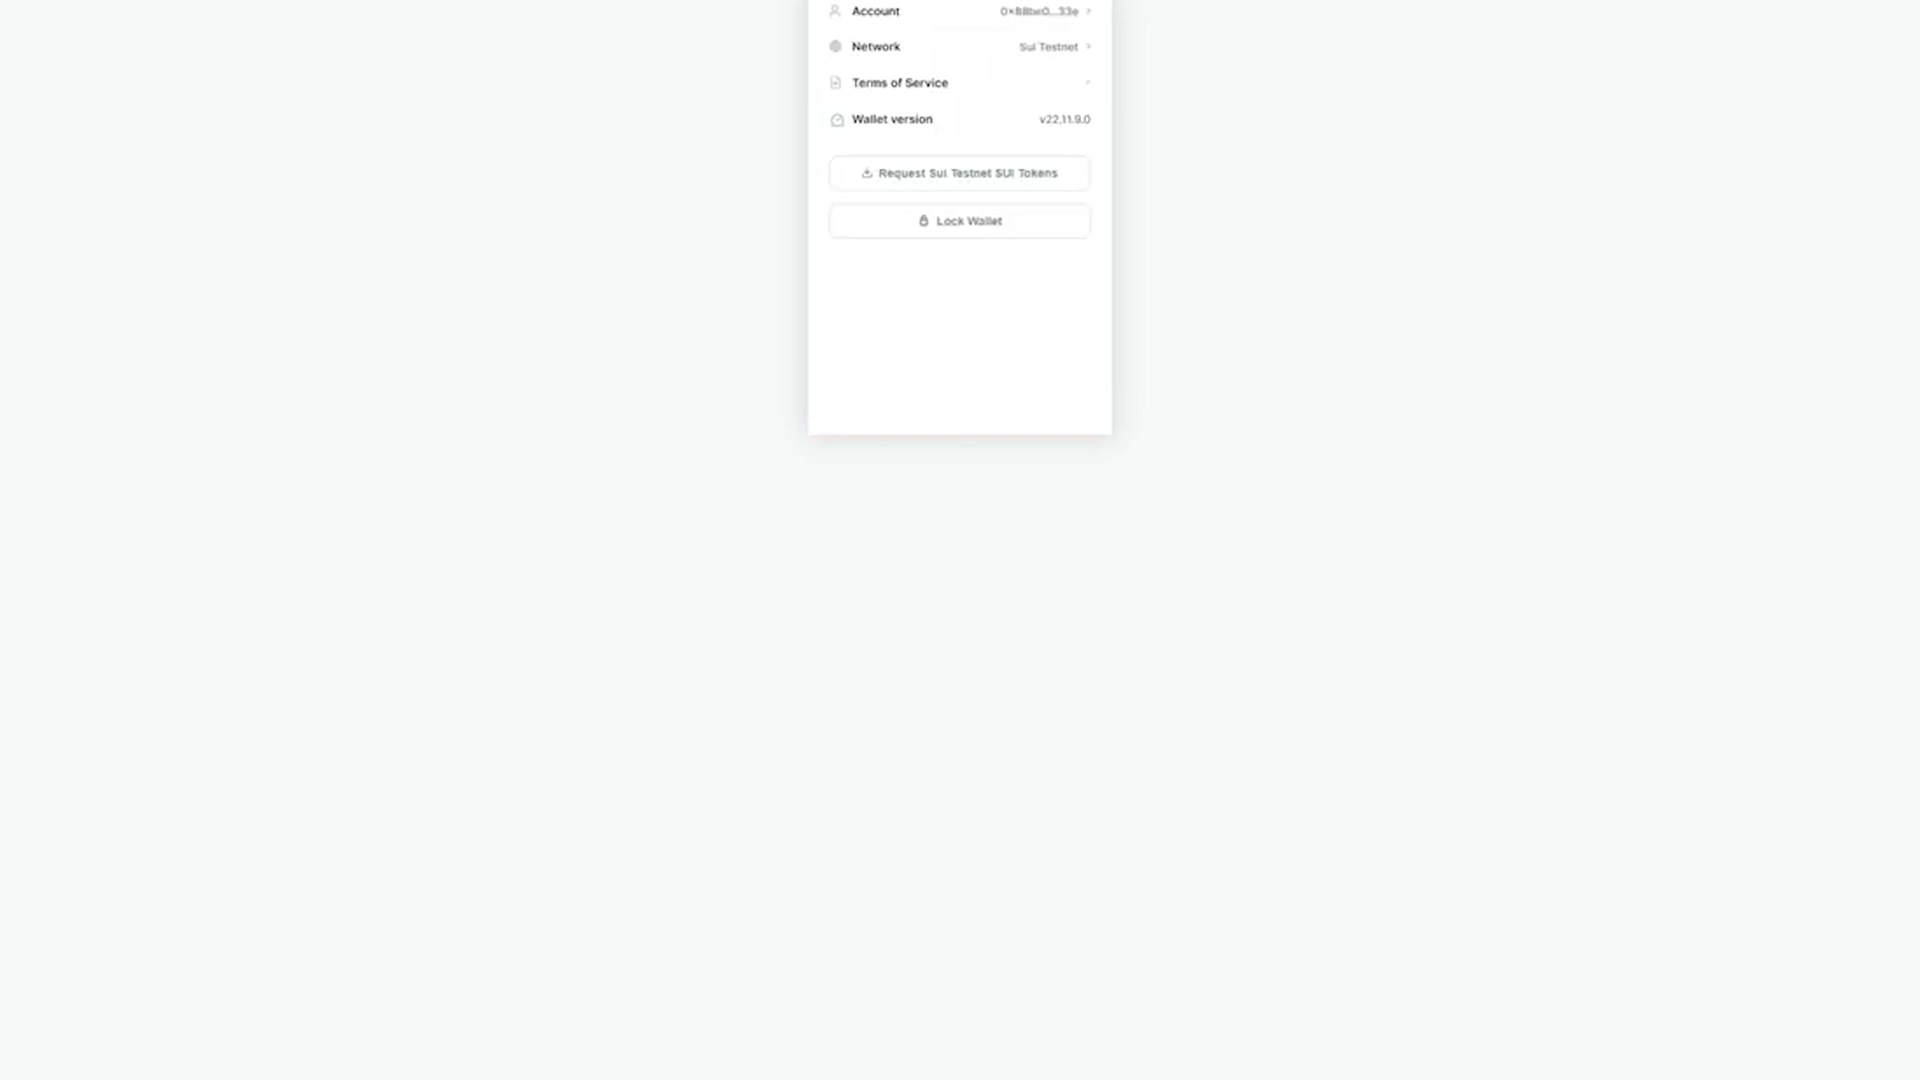 Account 0x88be0...33e
Network Sui Testnet
Terms of Service
Wallet version v22.11.9.0
Request Sui Testnet SUI Tokens
Lock Wallet